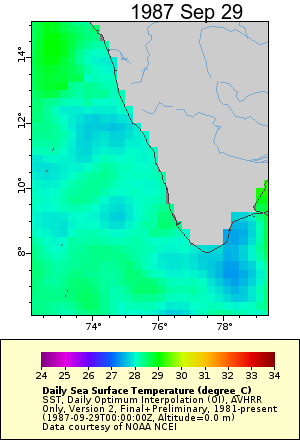 1987 Sep 29
14°
12°
10°
8°
74°
76°
78°
24 25 26 27 28 29 30 31 32 33 34
Daily Sea Surface Temperature (degree_C)
SST, Daily Optimum Interpolation (OI), AVHRR
Only, Version 2, Final+Preliminary, 1981-present
(1987-09-29T00:00:00Z, Altitude=0.0 m)
Data courtesy of NOAA NCEI